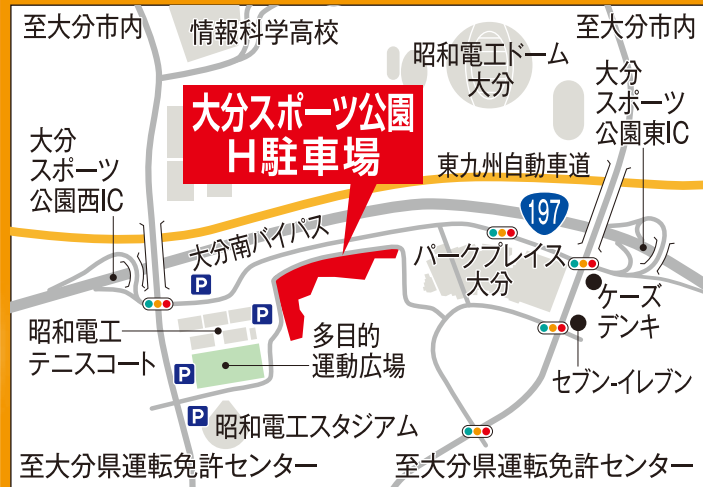 至大分市内
情報科学高校
昭和電工ドーム
大分
至大分市内
大分
スポーツ
公園東IC
大分スポーツ公園
H駐車場
大分
スポーツ
公園西IC
東九州自動車道
197
大分南バイパス
P
パークプレイス
大分
ケーズ
デンキ
P
昭和電工
テニスコート
多目的
運動広場
P
セブン-イレブン
P
昭和電工スタジアム
至大分県運転免許センター
至大分県運転免許センター